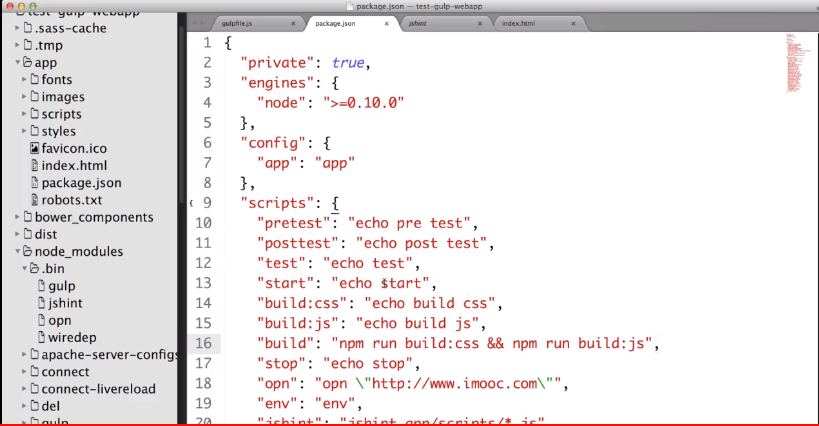 package.json — test-gulp-webapp
test-gulp-webapp
.sass-cache
.tmp
app
fonts
images
scripts
styles
favicon.ico
index.html
package.json
robots.txt
bower_components
dist
node_modules
.bin
gulp
jshint
opn
wiredep
apache-server-configs
connect
connect-livereload
del
gulp
gulpfile.js × package.json × jshint × index.html ×
1 {
2 "private": true,
3 "engines": {
4 "node": ">=0.10.0"
5 },
6 "config": {
7 "app": "app"
8 },
9 "scripts": {
10 "pretest": "echo pre test",
11 "posttest": "echo post test",
12 "test": "echo test",
13 "start": "echo start",
14 "build:css": "echo build css",
15 "build:js": "echo build js",
16 "build": "npm run build:css && npm run build:js",
17 "stop": "echo stop",
18 "opn": "opn \"http://www.imooc.com\"",
19 "env": "env",
20 "jshint": "jshint app/scripts/*.js"